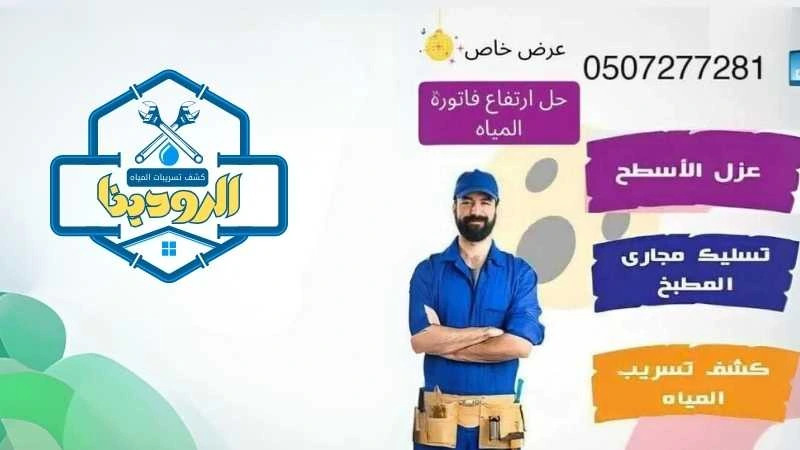 عرض خاص
0507277281
حل ارتفاع فاتورة
المياه
عزل الأسطح
تسليك مجارى
المطبخ
كشف تسريب
المياه
كشف تسريبات المياه
الرودينا